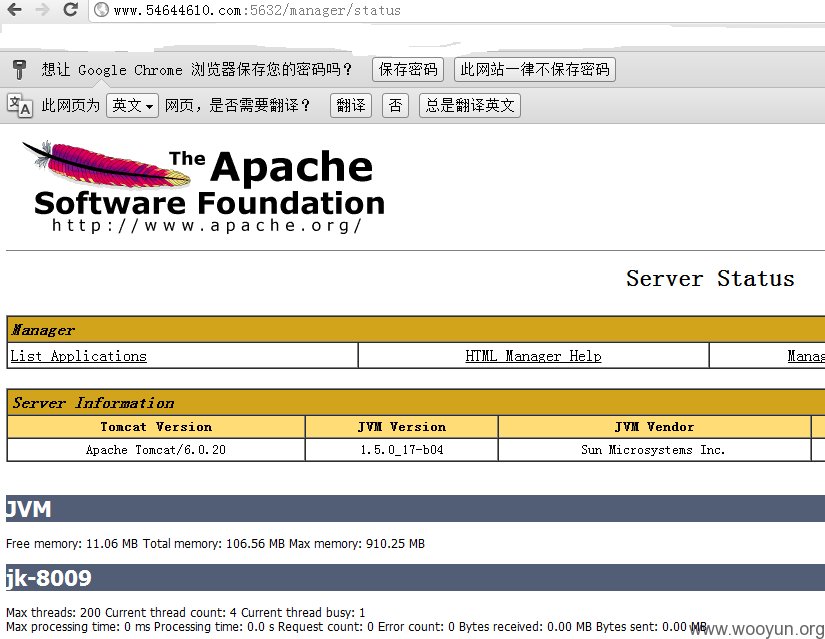 www.54644610.com:5632/manager/status
想让 Google Chrome 浏览器保存您的密码吗？ 保存密码 此网站一律不保存密码
此网页为 英文 网页，是否需要翻译？ 翻译 否 总是翻译英文
The Apache
Software Foundation
http://www.apache.org/
Server Status
Manager
List Applications HTML Manager Help Manag
Server Information
Tomcat Version JVM Version JVM Vendor
Apache Tomcat/6.0.20 1.5.0_17-b04 Sun Microsystems Inc.
JVM
Free memory: 11.06 MB Total memory: 106.56 MB Max memory: 910.25 MB
jk-8009
Max threads: 200 Current thread count: 4 Current thread busy: 1
Max processing time: 0 ms Processing time: 0.0 s Request count: 0 Error count: 0 Bytes received: 0.00 MB Bytes sent: 0.00 MB
www.wooyun.org